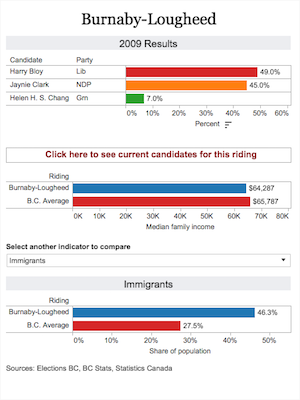 Burnaby-Lougheed
2009 Results
Candidate Party
Harry Bloy Lib 49.0%
Jaynie Clark NDP 45.0%
Helen H. S. Chang Grn 7.0%
0% 10% 20% 30% 40% 50% 60%
Percent
Click here to see current candidates for this riding
Riding
Burnaby-Lougheed $64,287
B.C. Average $65,787
0K 10K 20K 30K 40K 50K 60K 70K 80K
Median family income
Select another indicator to compare
Immigrants
Immigrants
Riding
Burnaby-Lougheed 46.3%
B.C. Average 27.5%
0% 10% 20% 30% 40% 50%
Share of population
Sources: Elections BC, BC Stats, Statistics Canada